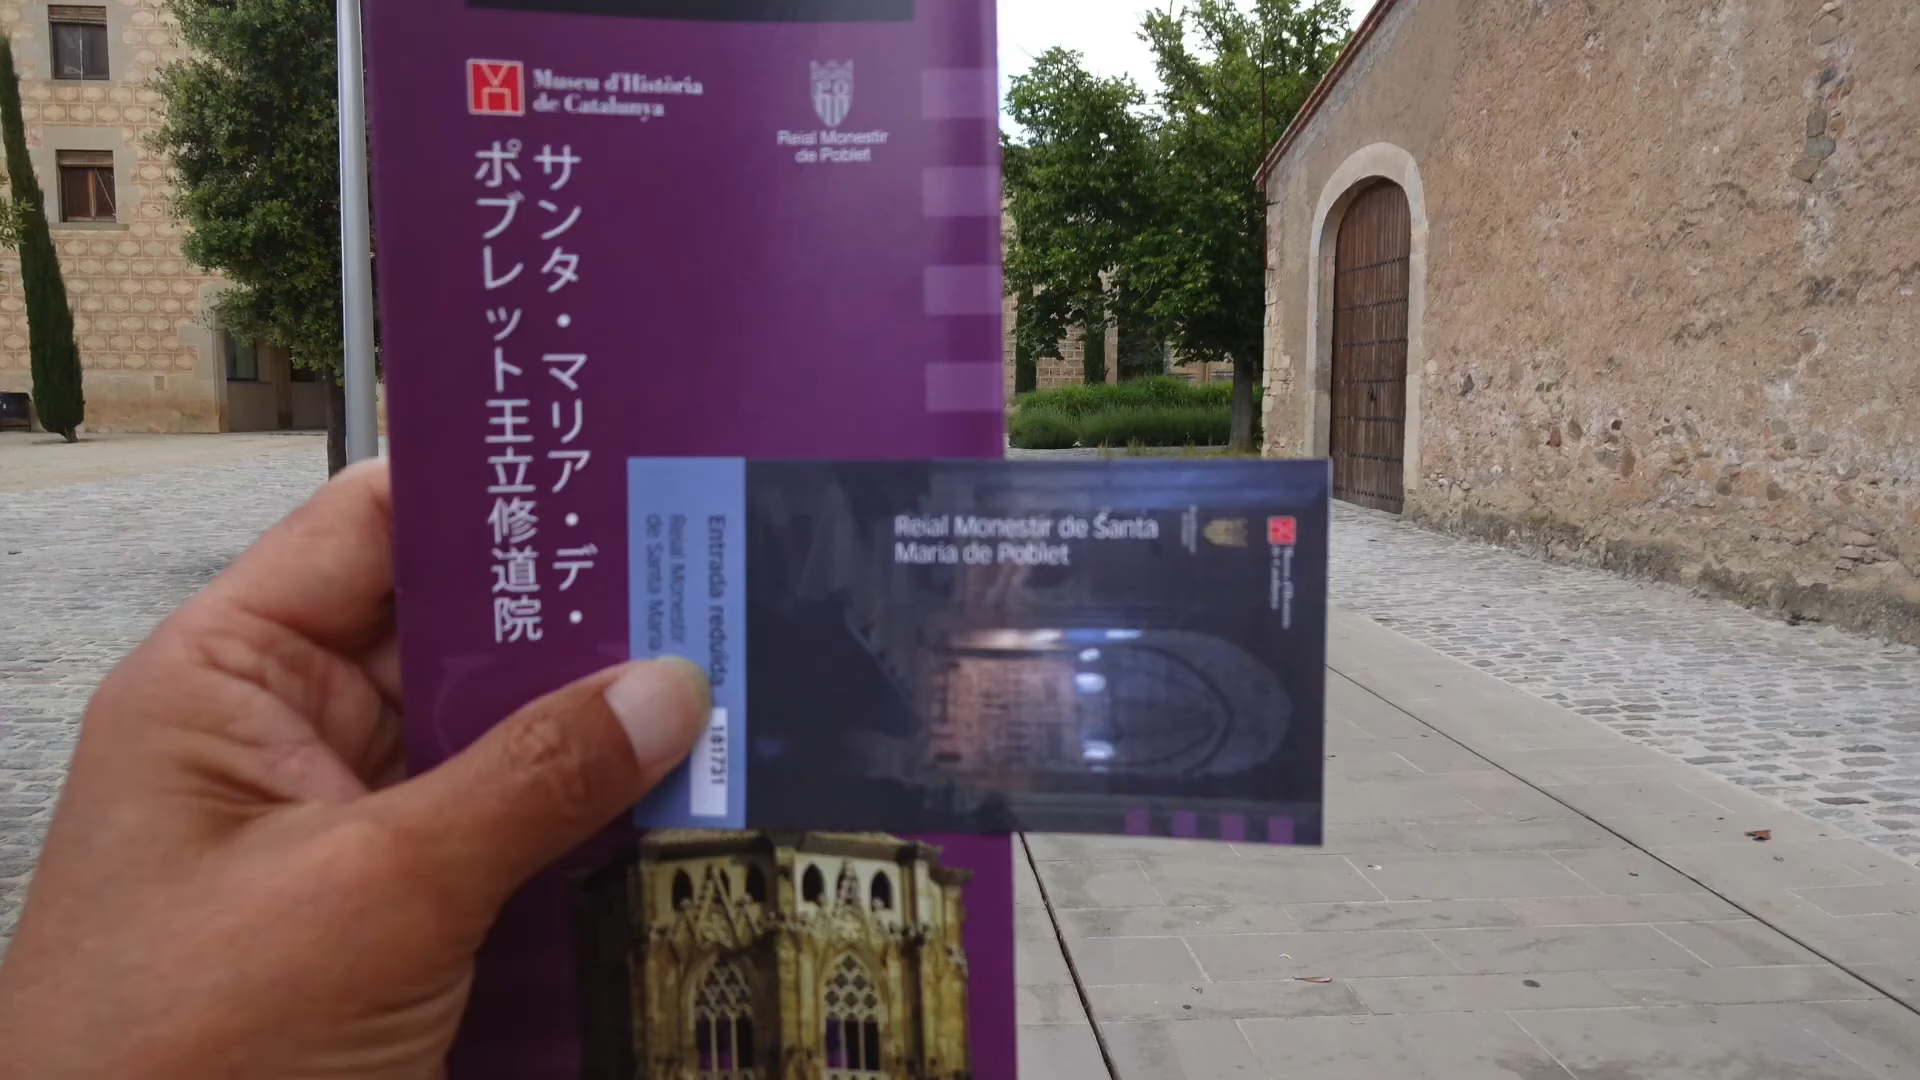 Museu d'Història
de Catalunya
Reial Monestir
de Poblet
サンタ・マリア・デ・
ポブレット王立修道院
Entrada reduïda
Reial Monestir
de Santa Maria
181731
Reial Monestir de Santa
Maria de Poblet